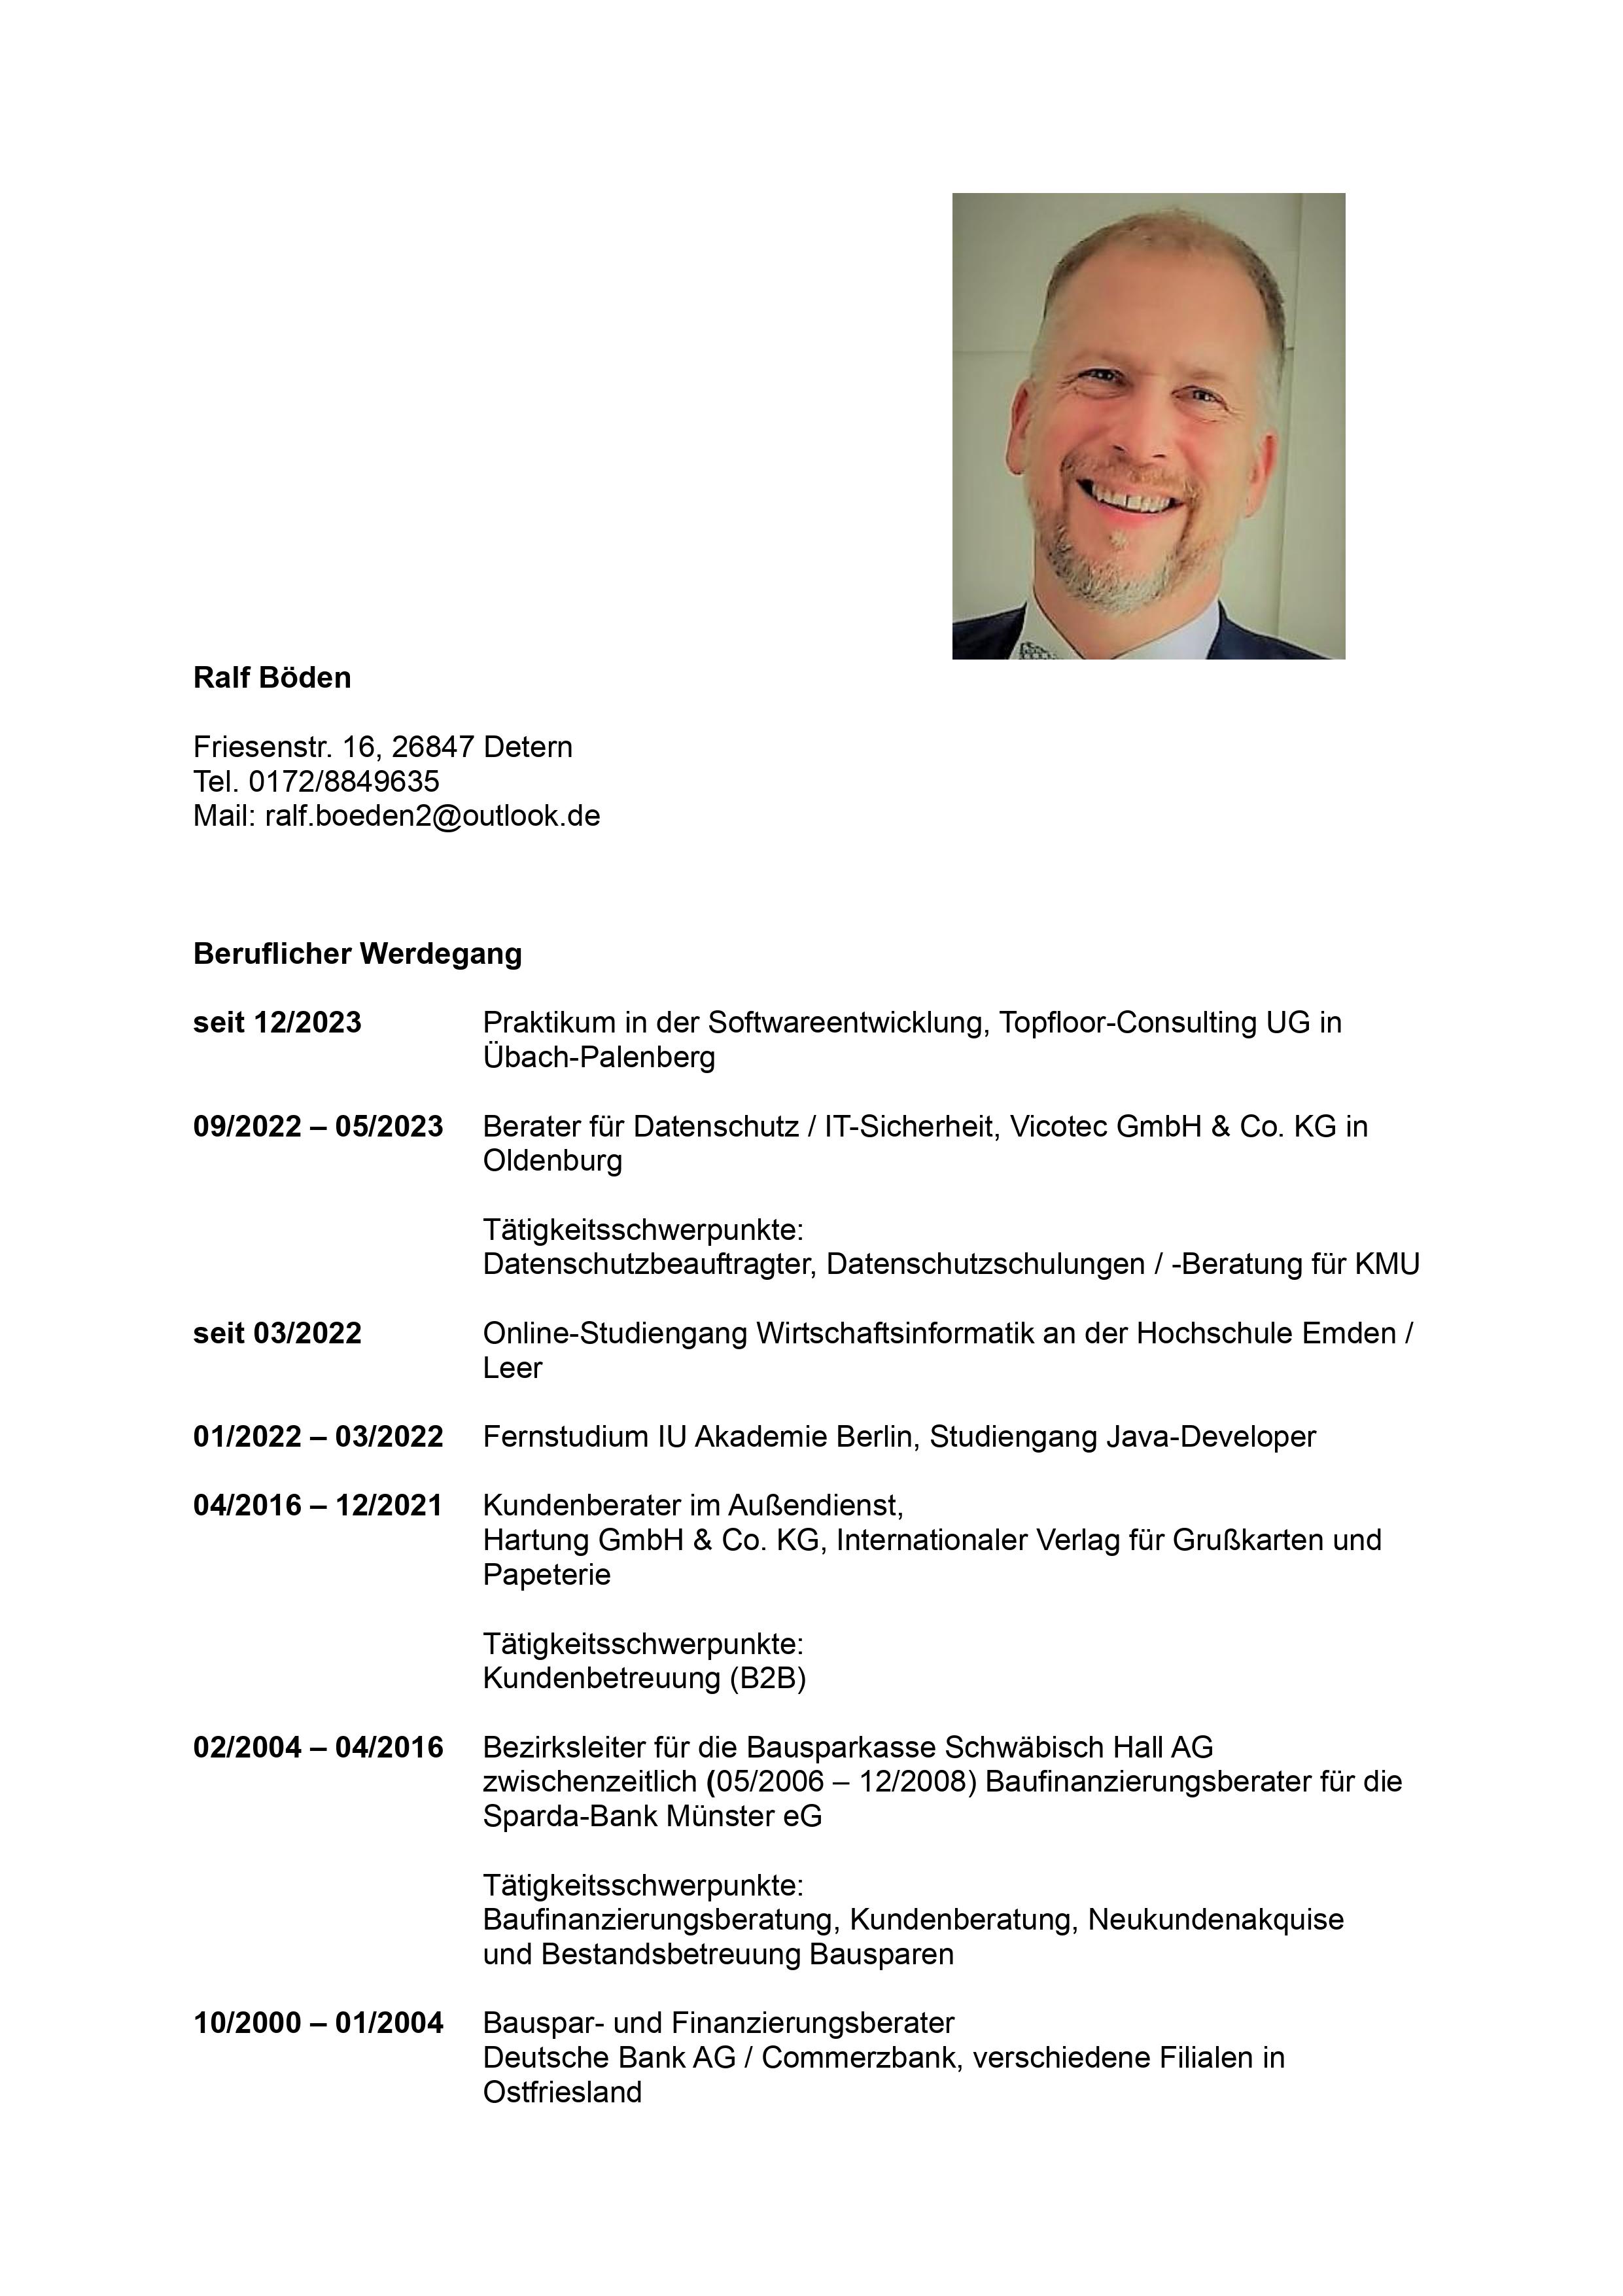 Ralf Böden
Friesenstr. 16, 26847 Detern
Tel. 0172/8849635
Mail: ralf.boeden2@outlook.de
Beruflicher Werdegang
seit 12/2023 Praktikum in der Softwareentwicklung, Topfloor-Consulting UG in
Übach-Palenberg
09/2022 – 05/2023 Berater für Datenschutz / IT-Sicherheit, Vicotec GmbH & Co. KG in
Oldenburg
Tätigkeitsschwerpunkte:
Datenschutzbeauftragter, Datenschutzschulungen / -Beratung für KMU
seit 03/2022 Online-Studiengang Wirtschaftsinformatik an der Hochschule Emden /
Leer
01/2022 – 03/2022 Fernstudium IU Akademie Berlin, Studiengang Java-Developer
04/2016 – 12/2021 Kundenberater im Außendienst,
Hartung GmbH & Co. KG, Internationaler Verlag für Grußkarten und
Papeterie
Tätigkeitsschwerpunkte:
Kundenbetreuung (B2B)
02/2004 – 04/2016 Bezirksleiter für die Bausparkasse Schwäbisch Hall AG
zwischenzeitlich (05/2006 – 12/2008) Baufinanzierungsberater für die
Sparda-Bank Münster eG
Tätigkeitsschwerpunkte:
Baufinanzierungsberatung, Kundenberatung, Neukundenakquise
und Bestandsbetreuung Bausparen
10/2000 – 01/2004 Bauspar- und Finanzierungsberater
Deutsche Bank AG / Commerzbank, verschiedene Filialen in
Ostfriesland